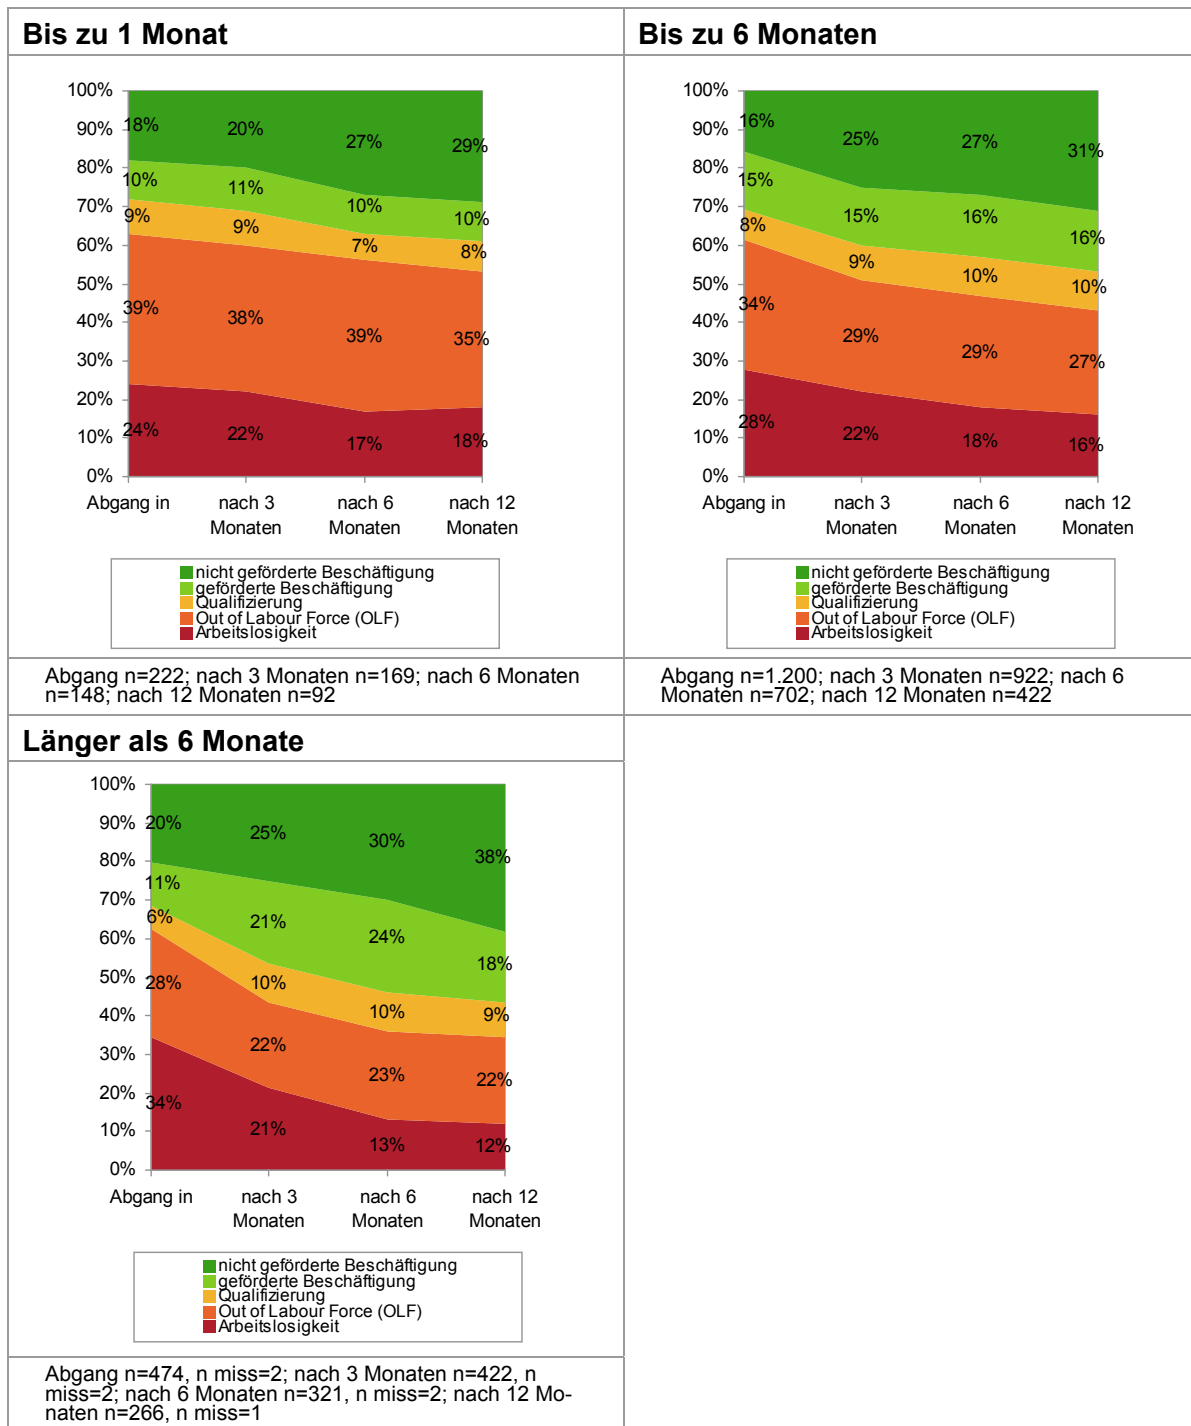 Bis zu 1 Monat
100%
90%
80%
70%
60%
50%
40%
30%
20%
10%
0%
18%
20%
27%
29%
10%
11%
10%
10%
9%
9%
7%
8%
39%
38%
39%
35%
24%
22%
17%
18%
Abgang in
nach 3
Monaten
nach 6
Monaten
nach 12
Monaten
nicht geförderte Beschäftigung
geförderte Beschäftigung
Qualifizierung
Out of Labour Force (OLF)
Arbeitslosigkeit
Abgang n=222; nach 3 Monaten n=169; nach 6 Monaten
n=148; nach 12 Monaten n=92
Bis zu 6 Monaten
100%
90%
80%
70%
60%
50%
40%
30%
20%
10%
0%
16%
25%
27%
31%
15%
15%
16%
16%
8%
9%
10%
10%
34%
29%
29%
27%
28%
22%
18%
16%
Abgang in
nach 3
Monaten
nach 6
Monaten
nach 12
Monaten
nicht geförderte Beschäftigung
geförderte Beschäftigung
Qualifizierung
Out of Labour Force (OLF)
Arbeitslosigkeit
Abgang n=1.200; nach 3 Monaten n=922; nach 6
Monaten n=702; nach 12 Monaten n=422
Länger als 6 Monate
100%
90%
80%
70%
60%
50%
40%
30%
20%
10%
0%
20%
25%
30%
38%
11%
21%
24%
18%
6%
10%
10%
9%
28%
22%
23%
22%
34%
21%
13%
12%
Abgang in
nach 3
Monaten
nach 6
Monaten
nach 12
Monaten
nicht geförderte Beschäftigung
geförderte Beschäftigung
Qualifizierung
Out of Labour Force (OLF)
Arbeitslosigkeit
Abgang n=474, n miss=2; nach 3 Monaten n=422, n
miss=2; nach 6 Monaten n=321, n miss=2; nach 12 Mo-
naten n=266, n miss=1